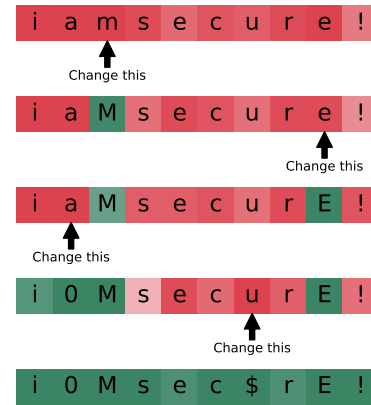 i a m s e c u r e !
Change this
i a M s e c u r e !
Change this
i a M s e c u r E !
Change this
i 0 M s e c u r E !
Change this
i 0 M s e c $ r E !